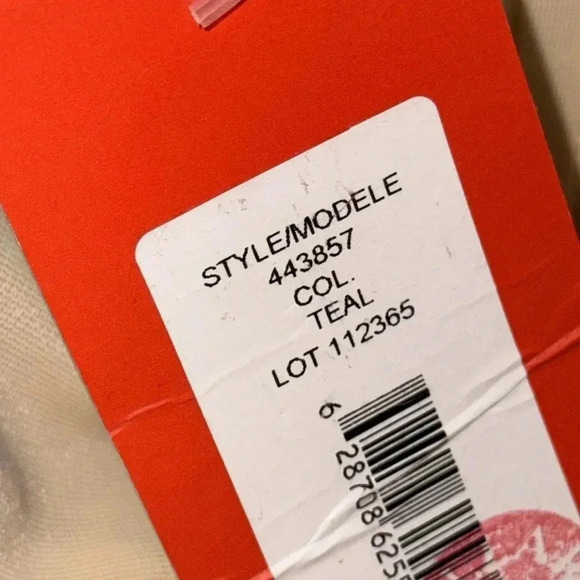 STYLE/MODELE
443857
COL.
TEAL
LOT 112365
6 28708 625